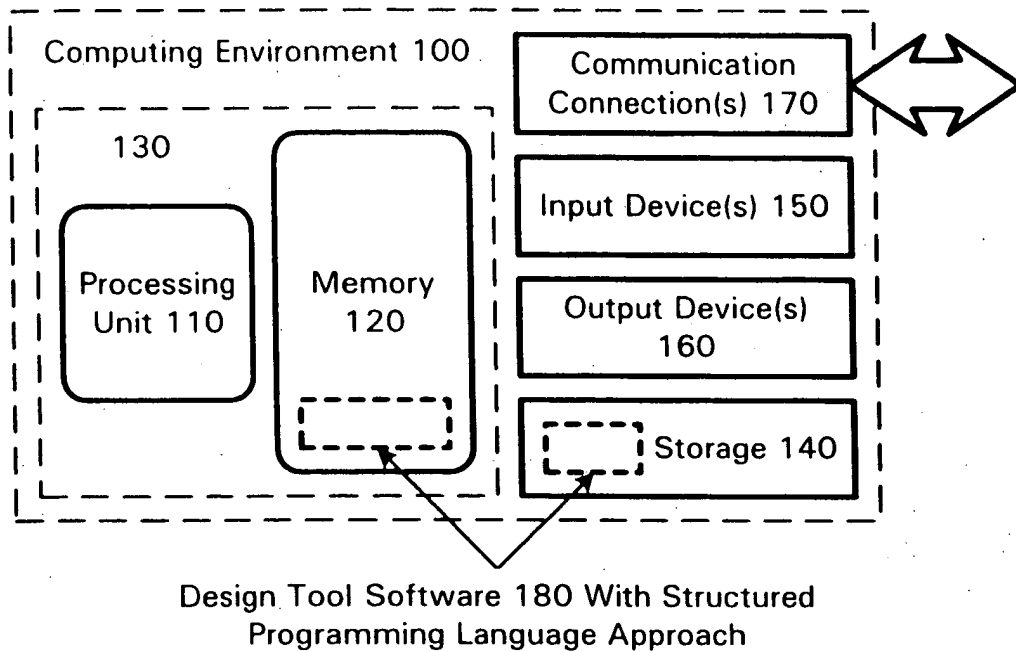 Computing Environment 100
130
Processing
Unit 110
Memory
120
Communication
Connection(s) 170
Input Device(s) 150
Output Device(s)
160
Storage 140
Design Tool Software 180 With Structured
Programming Language Approach